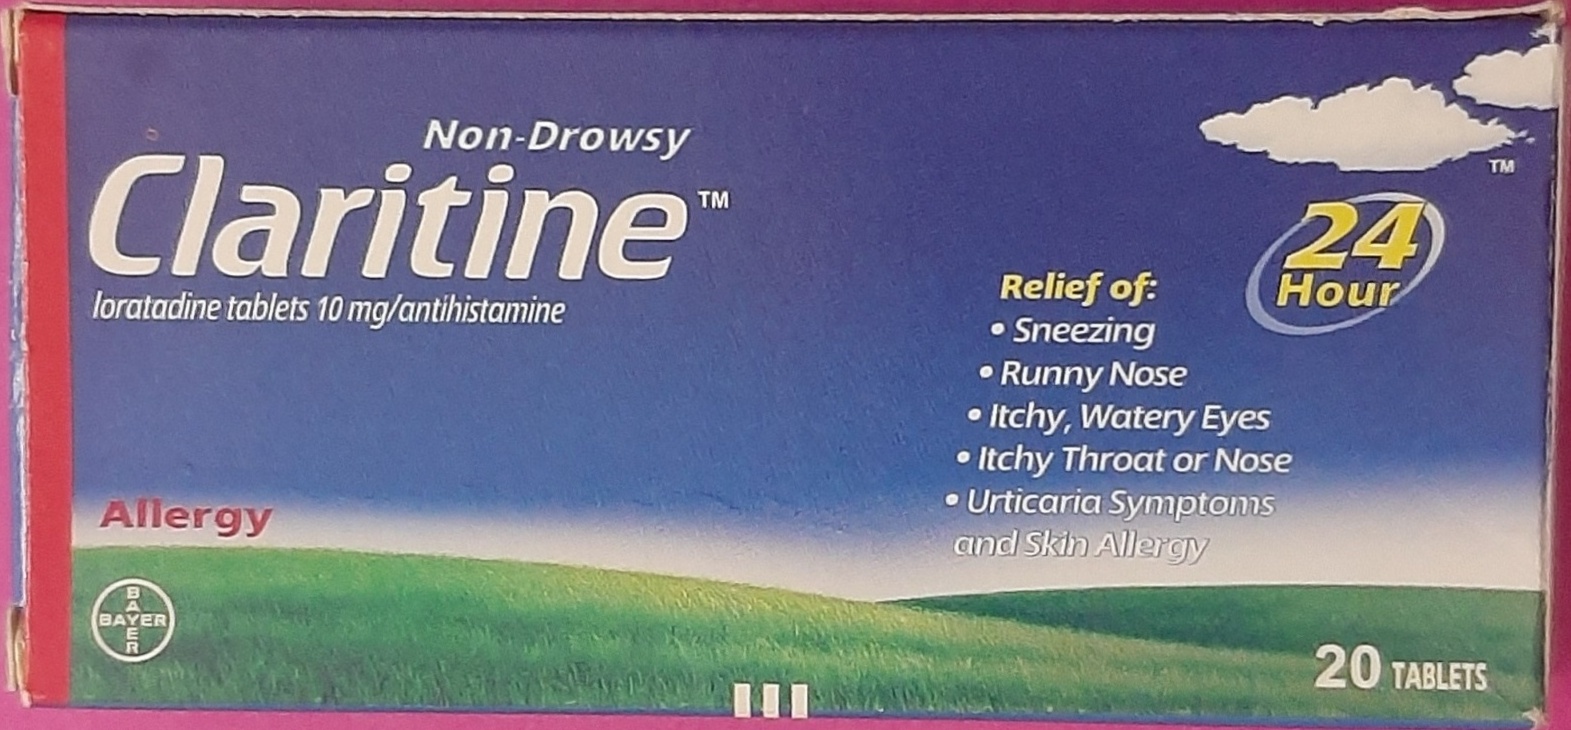 Non-Drowsy
Claritine™
loratadine tablets 10 mg/antihistamine
™
24
Hour
Relief of:
• Sneezing
• Runny Nose
• Itchy, Watery Eyes
• Itchy Throat or Nose
• Urticaria Symptoms
and Skin Allergy
Allergy
BAYER
BAYER
20 TABLETS